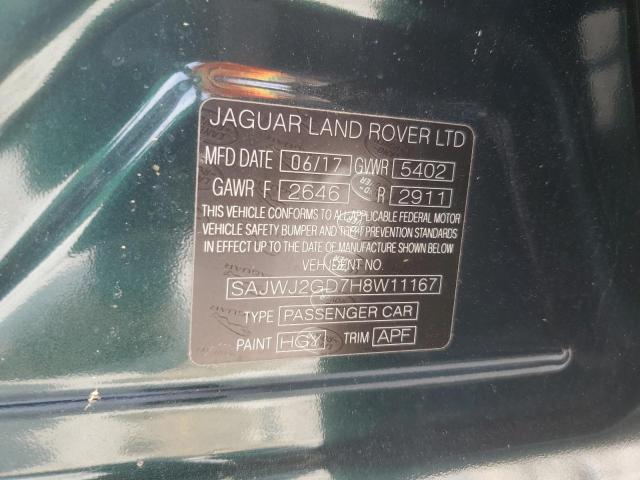 JAGUAR LAND ROVER LTD
MFD DATE 06/17 GVWR 5402
GAWR F 2646 R 2911
THIS VEHICLE CONFORMS TO ALL APPLICABLE FEDERAL MOTOR
VEHICLE SAFETY BUMPER AND THEFT PREVENTION STANDARDS
IN EFFECT UP TO THE DATE OF MANUFACTURE SHOWN BELOW
VEH IDENT NO.
SAJWJ2GD7H8W11167
TYPE PASSENGER CAR
PAINT HGY TRIM APF